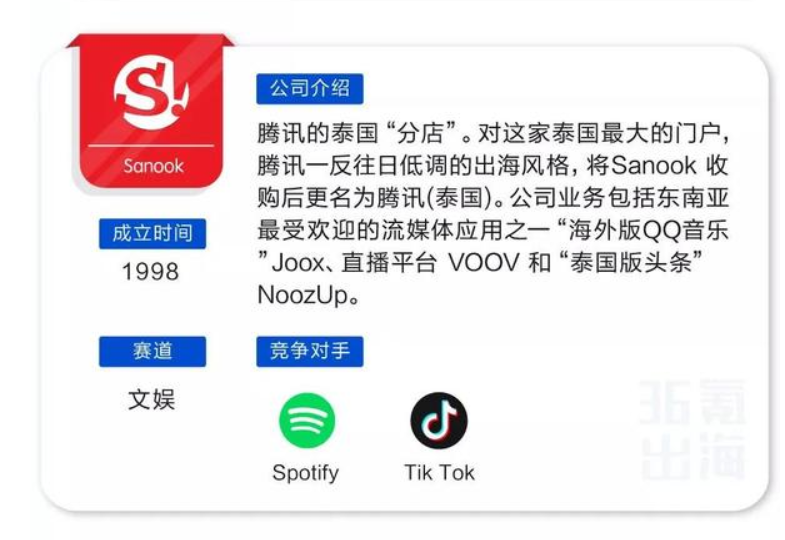 S!
Sanook
成立时间
1998
赛道
文娱
公司介绍
腾讯的泰国“分店”。对这家泰国最大的门户,
腾讯一反往日低调的出海风格,将Sanook 收
购后更名为腾讯(泰国)。公司业务包括东南亚
最受欢迎的流媒体应用之一“海外版QQ音乐
”Joox、直播平台 VOOV 和“泰国版头条”
NoozUp。
竞争对手
Spotify
Tik Tok
36氪
出海